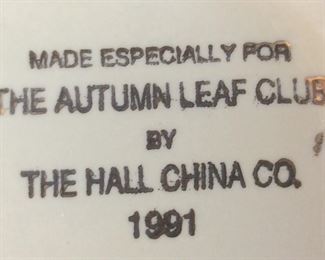 MADE ESPECIALLY FOR
THE AUTUMN LEAF CLUB
BY
THE HALL CHINA CO.
1991